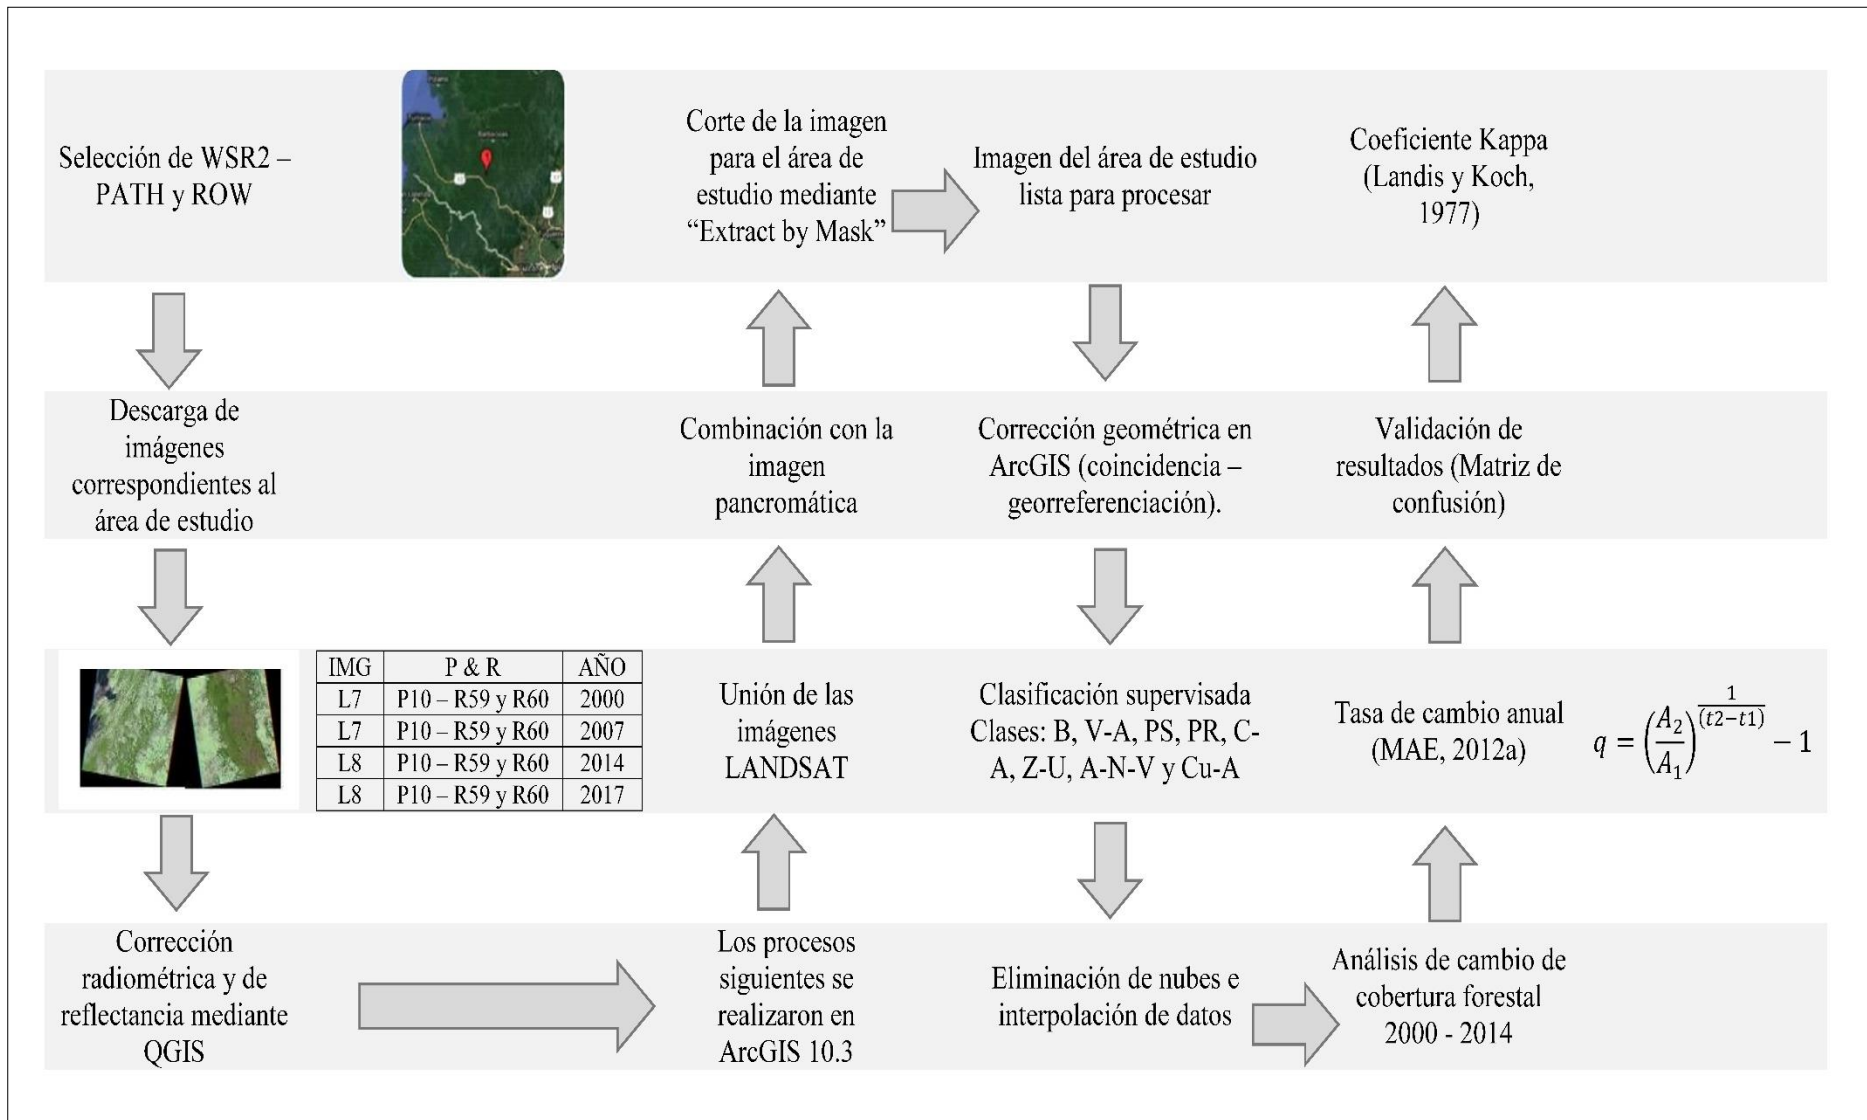 Selección de WSR2 –
PATH y ROW
Descarga de
imágenes
correspondientes al
área de estudio
IMG P & R AÑO
L7 P10 – R59 y R60 2000
L7 P10 – R59 y R60 2007
L8 P10 – R59 y R60 2014
L8 P10 – R59 y R60 2017
Corrección
radiométrica y de
reflectancia mediante
QGIS
Los procesos
siguientes se
realizaron en
ArcGIS 10.3
Unión de las
imágenes
LANDSAT
Combinación con la
imagen
pancromática
Corte de la imagen
para el área de
estudio mediante
“Extract by Mask”
Imagen del área de estudio
lista para procesar
Corrección geométrica en
ArcGIS (coincidencia –
georreferenciación).
Clasificación supervisada
Clases: B, V-A, PS, PR, C-
A, Z-U, A-N-V y Cu-A
Eliminación de nubes e
interpolación de datos
Análisis de cambio de
cobertura forestal
2000 - 2014
Tasa de cambio anual
(MAE, 2012a)
q = (A₂/A₁)^(1/(t2−t1)) − 1
Validación de
resultados (Matriz de
confusión)
Coeficiente Kappa
(Landis y Koch,
1977)